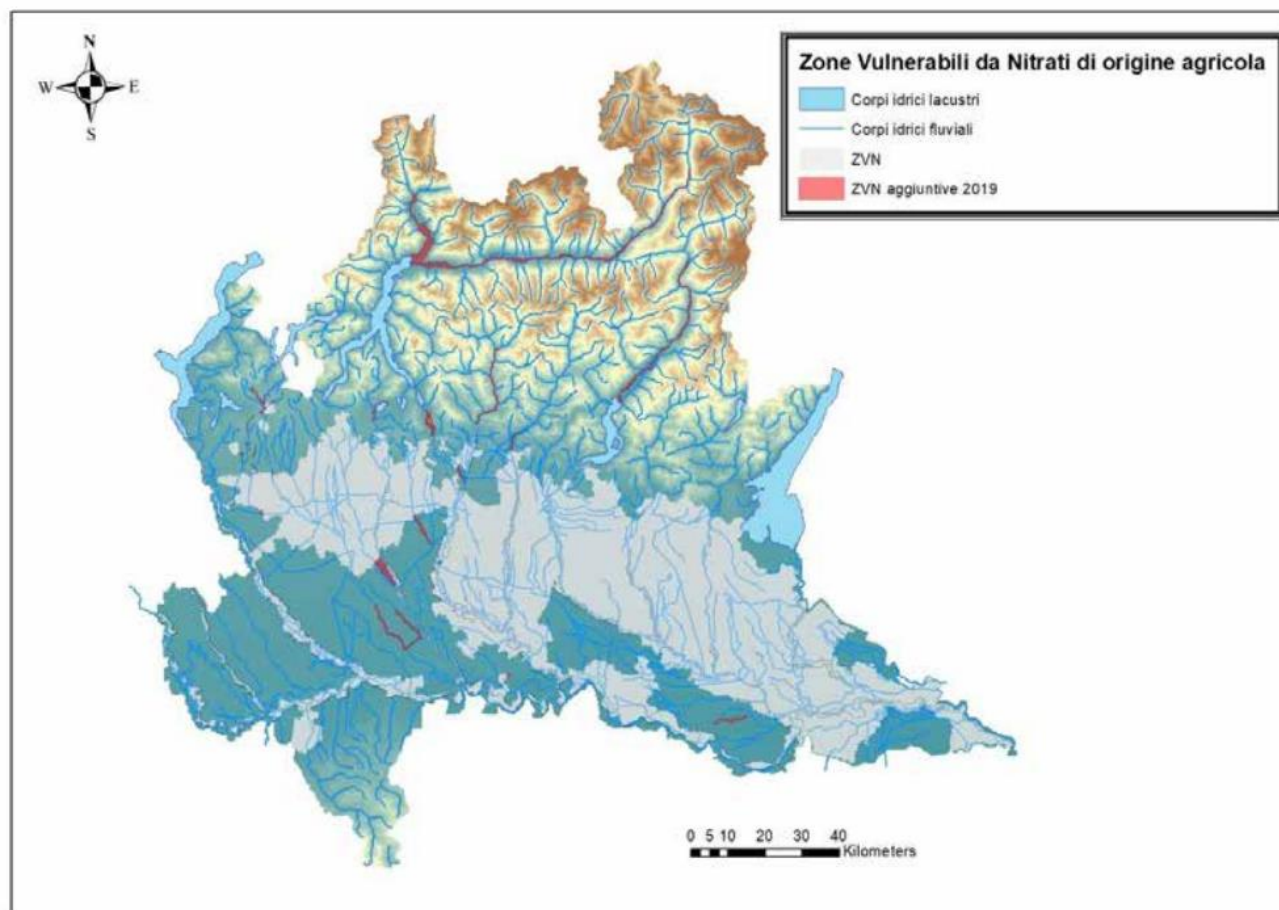 N
W E
S
Zone Vulnerabili da Nitrati di origine agricola
Corpi idrici lacustri
Corpi idrici fluviali
ZVN
ZVN aggiuntive 2019
0 5 10 20 30 40
Kilometers